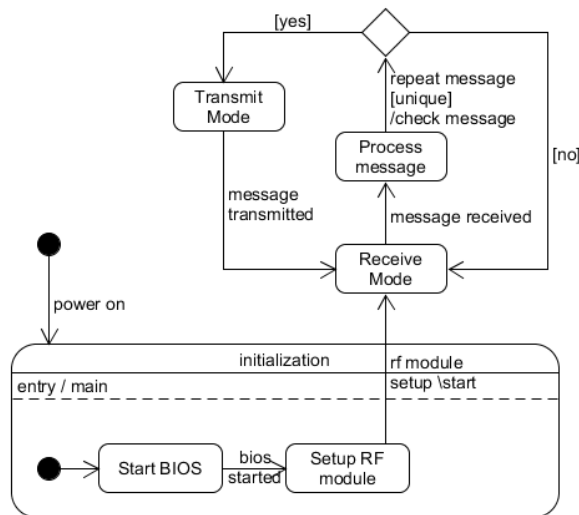 [yes]
repeat message
[unique]
/check message
Transmit
Mode
Process
message
[no]
message
transmitted
message received
Receive
Mode
power on
initialization
rf module
setup \start
entry / main
Start BIOS
bios
started
Setup RF
module